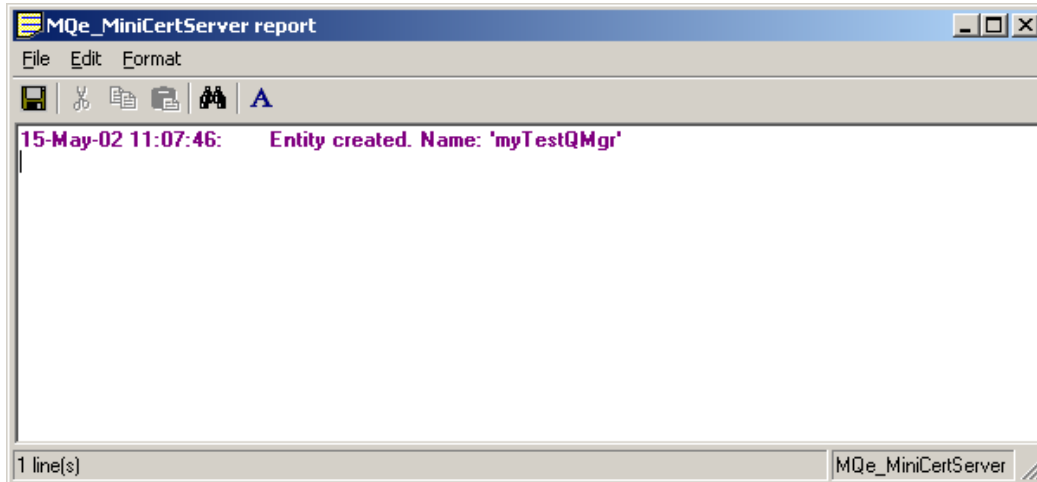 MQe_MiniCertServer report
File Edit Format
A
15-May-02 11:07:46: Entity created. Name: 'myTestQMgr'
1 line(s) MQe_MiniCertServer